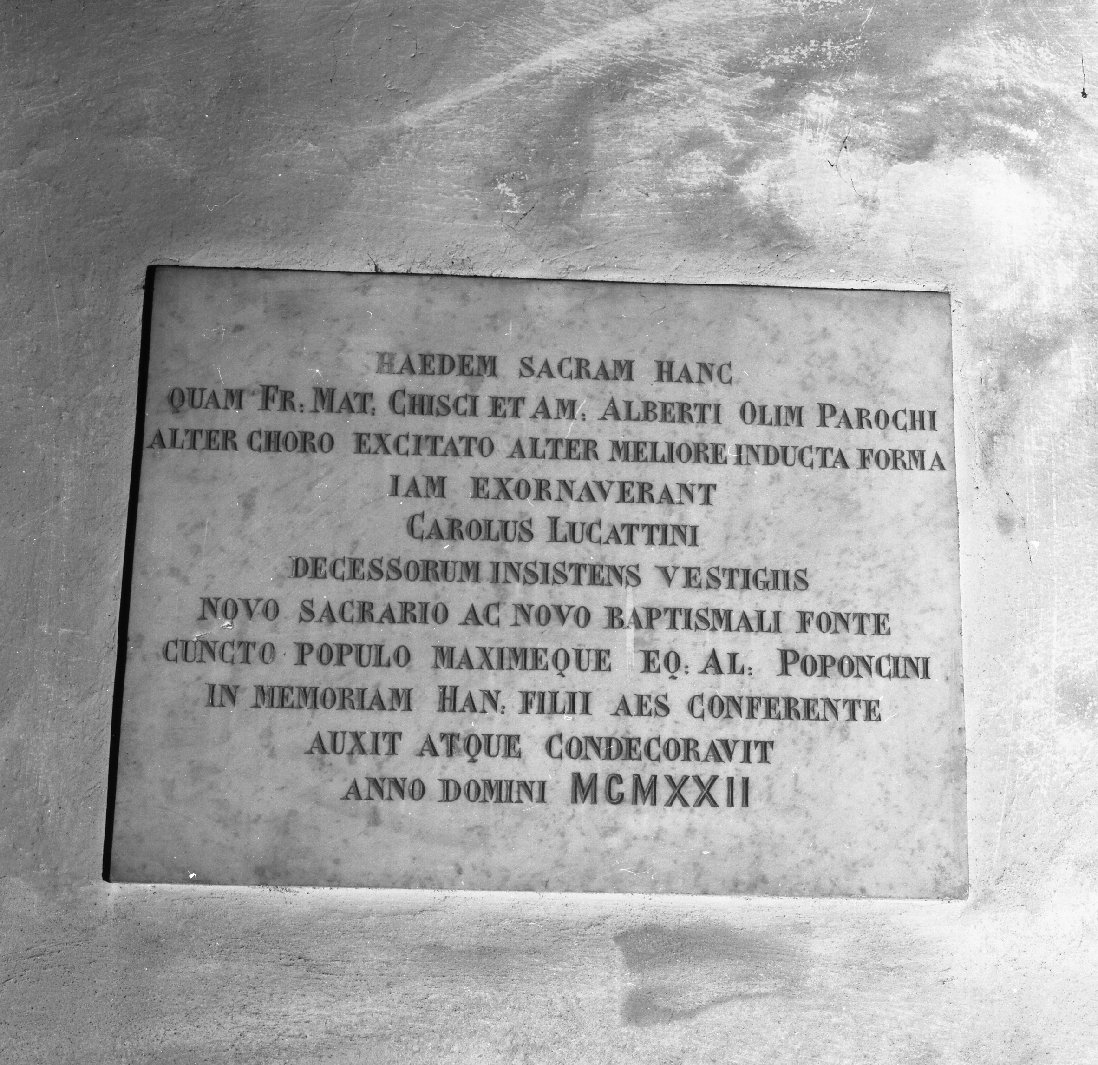 HAEDEM SACRAM HANC
QUAM FR: MAT: CHISCI ET AM: ALBERTI OLIM PAROCHI
ALTER CHORO EXCITATO ALTER MELIORE INDUCTA FORMA
IAM EXORNAVERANT
CAROLUS LUCATTINI
DECESSORUM INSISTENS VESTIGIIS
NOVO SACRARIO AC NOVO BAPTISMALI FONTE
CUNCTO POPULO MAXIMEQUE EQ: AL: POPONCINI
IN MEMORIAM HAN: FILII AES CONFERENTE
AUXIT ATQUE CONDECORAVIT
ANNO DOMINI MCMXXII